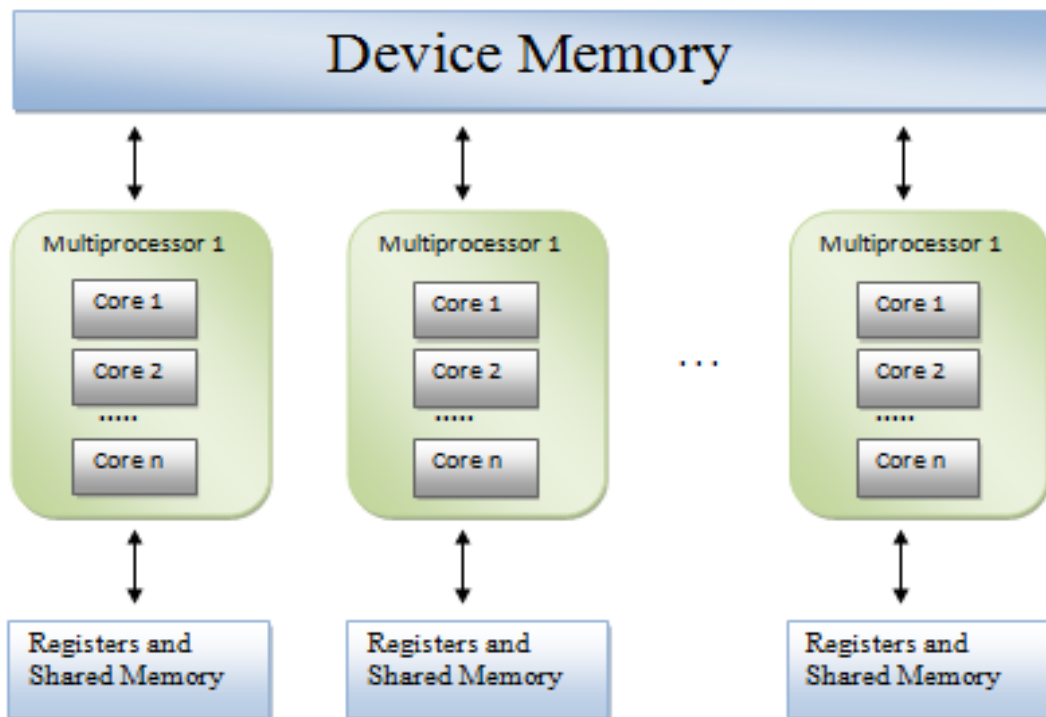 Device Memory
Multiprocessor 1
Core 1
Core 2
.....
Core n
Multiprocessor 1
Core 1
Core 2
.....
Core n
. . .
Multiprocessor 1
Core 1
Core 2
.....
Core n
Registers and
Shared Memory
Registers and
Shared Memory
Registers and
Shared Memory